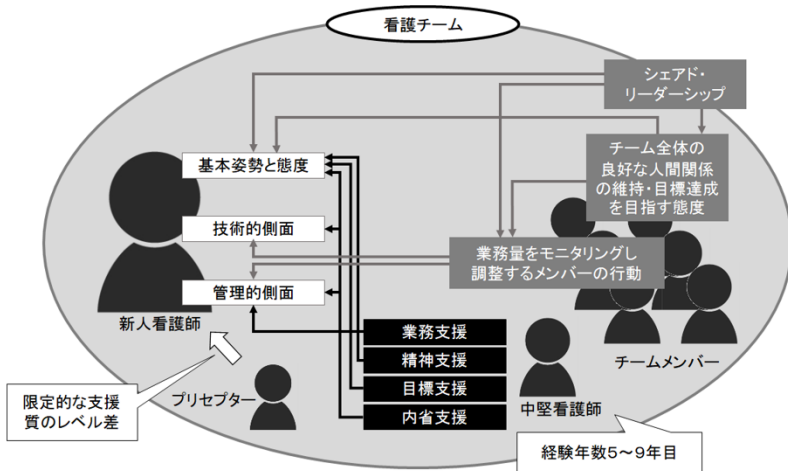 看護チーム
シェアド・
リーダーシップ
チーム全体の
良好な人間関係
の維持・目標達成
を目指す態度
基本姿勢と態度
技術的側面
業務量をモニタリングし
調整するメンバーの行動
管理的側面
新人看護師
業務支援
精神支援
目標支援
内省支援
チームメンバー
プリセプター
中堅看護師
限定的な支援
質のレベル差
経験年数5～9年目